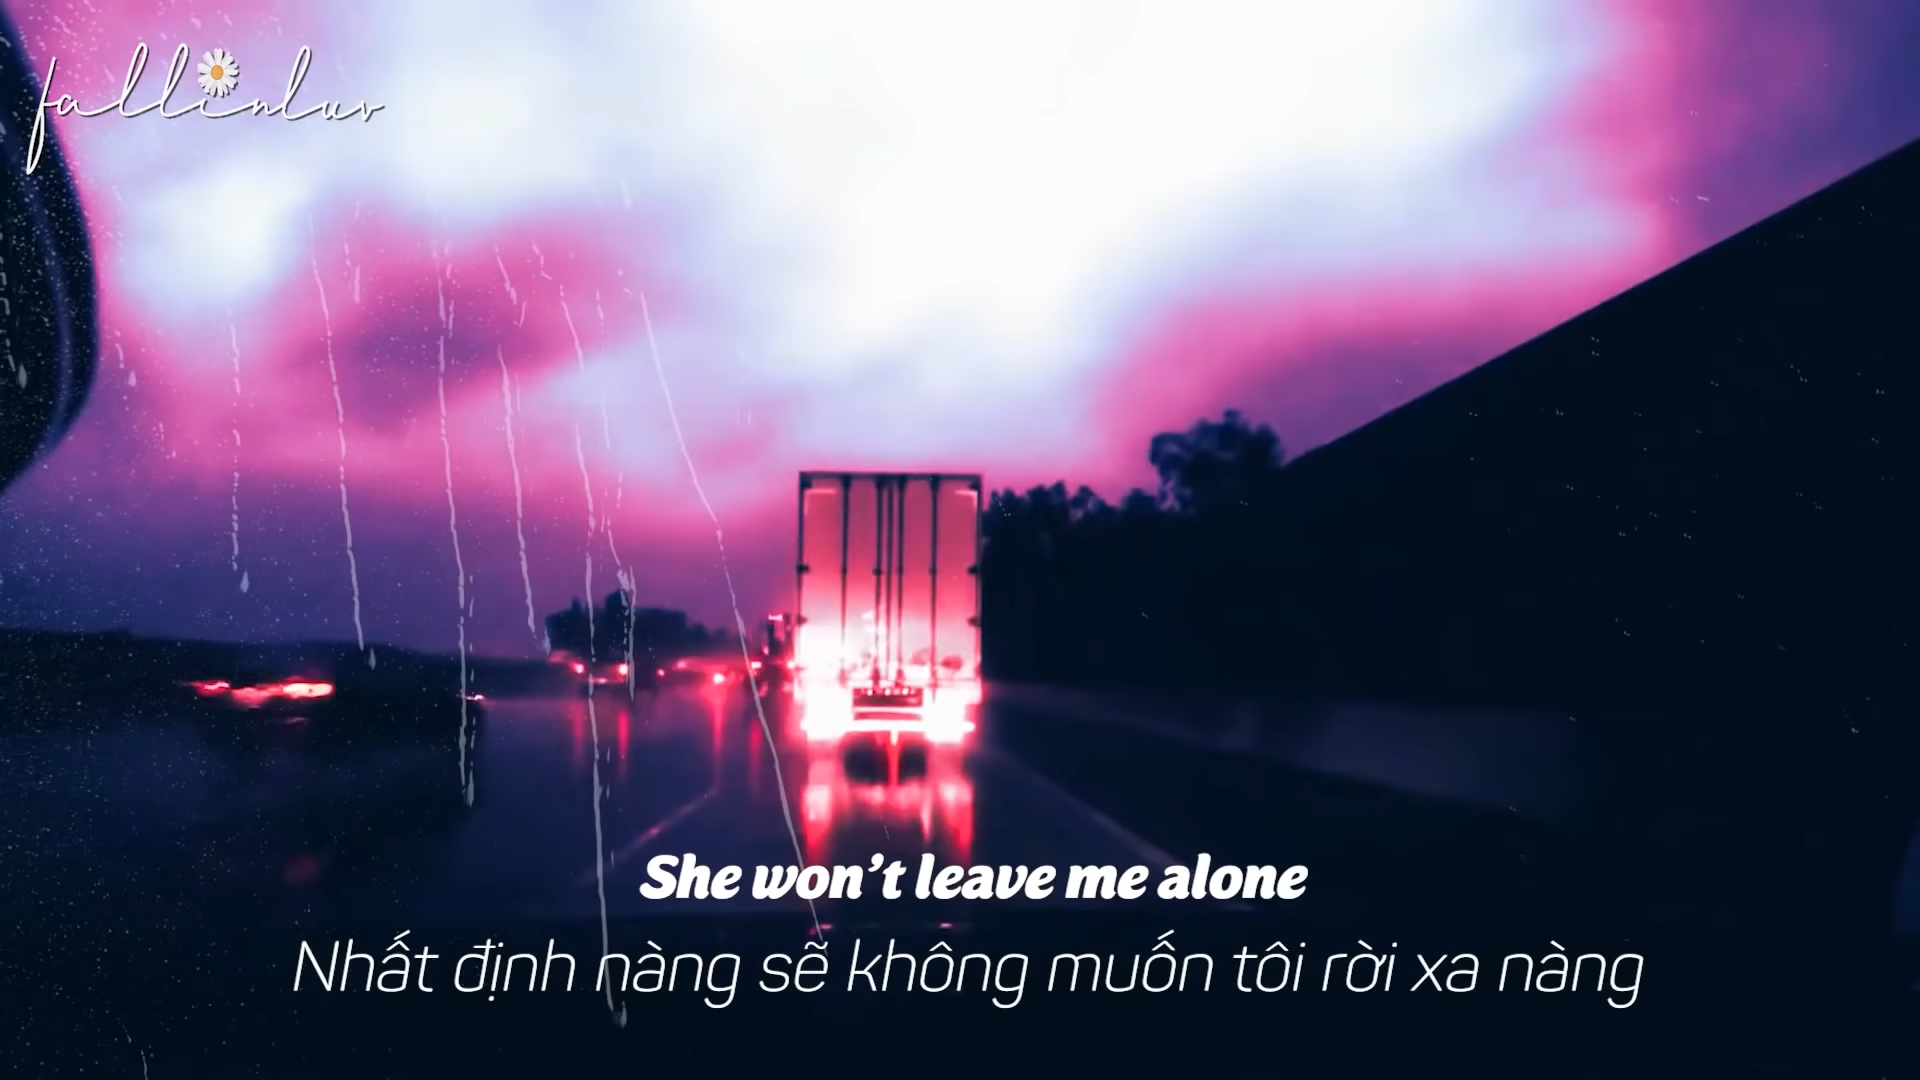 fallinluv
She won't leave me alone
Nhất định nàng sẽ không muốn tôi rời xa nàng